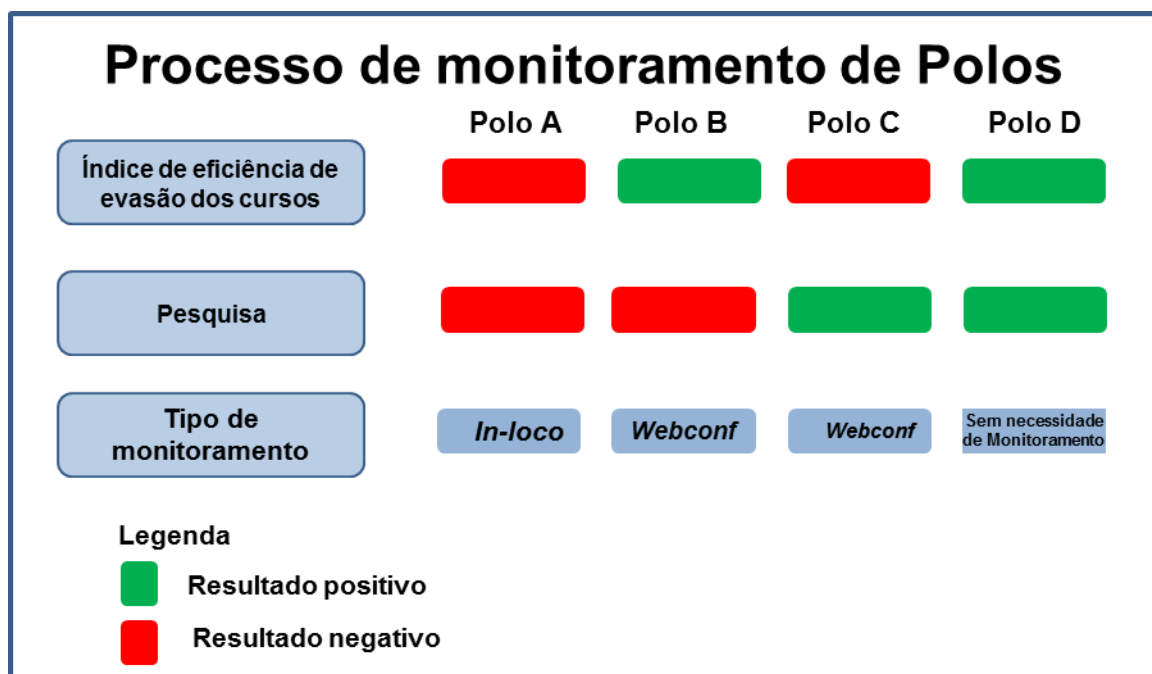 Processo de monitoramento de Polos
Polo A Polo B Polo C Polo D
Índice de eficiência de
evasão dos cursos
Pesquisa
Tipo de
monitoramento
In-loco
Webconf
Webconf
Sem necessidade
de Monitoramento
Legenda
Resultado positivo
Resultado negativo